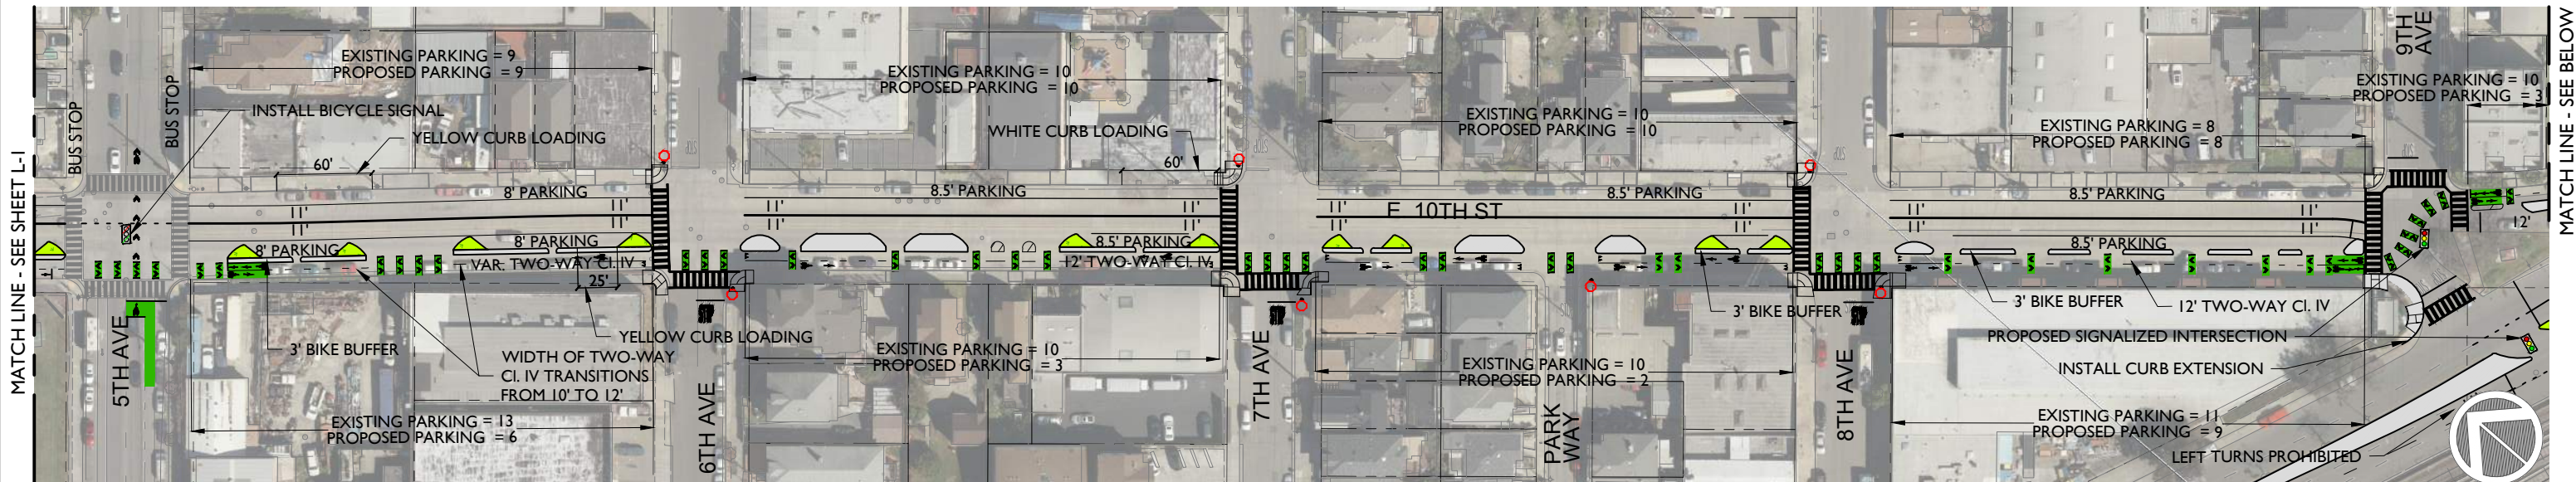 MATCH LINE - SEE SHEET L-1
BUS STOP
BUS STOP
5TH AVE
INSTALL BICYCLE SIGNAL
EXISTING PARKING = 9
PROPOSED PARKING = 9
YELLOW CURB LOADING
60'
8' PARKING
11'
11'
11'
11'
8' PARKING
8' PARKING
VAR. TWO-WAY Cl. IV
25'
YELLOW CURB LOADING
3' BIKE BUFFER
WIDTH OF TWO-WAY
Cl. IV TRANSITIONS
FROM 10' TO 12'
EXISTING PARKING = 13
PROPOSED PARKING = 6
6TH AVE
EXISTING PARKING = 10
PROPOSED PARKING = 10
WHITE CURB LOADING
60'
8.5' PARKING
11'
11'
11'
11'
8.5' PARKING
12' TWO-WAY Cl. IV
EXISTING PARKING = 10
PROPOSED PARKING = 3
7TH AVE
EXISTING PARKING = 10
PROPOSED PARKING = 10
8.5' PARKING
11'
11'
E 10TH ST
11'
11'
3' BIKE BUFFER
EXISTING PARKING = 10
PROPOSED PARKING = 2
PARK
WAY
8TH AVE
EXISTING PARKING = 8
PROPOSED PARKING = 8
8.5' PARKING
11'
11'
11'
11'
8.5' PARKING
3' BIKE BUFFER
12' TWO-WAY Cl. IV
PROPOSED SIGNALIZED INTERSECTION
INSTALL CURB EXTENSION
EXISTING PARKING = 11
PROPOSED PARKING = 9
LEFT TURNS PROHIBITED
9TH
AVE
EXISTING PARKING = 10
PROPOSED PARKING = 3
12'
MATCH LINE - SEE BELOW